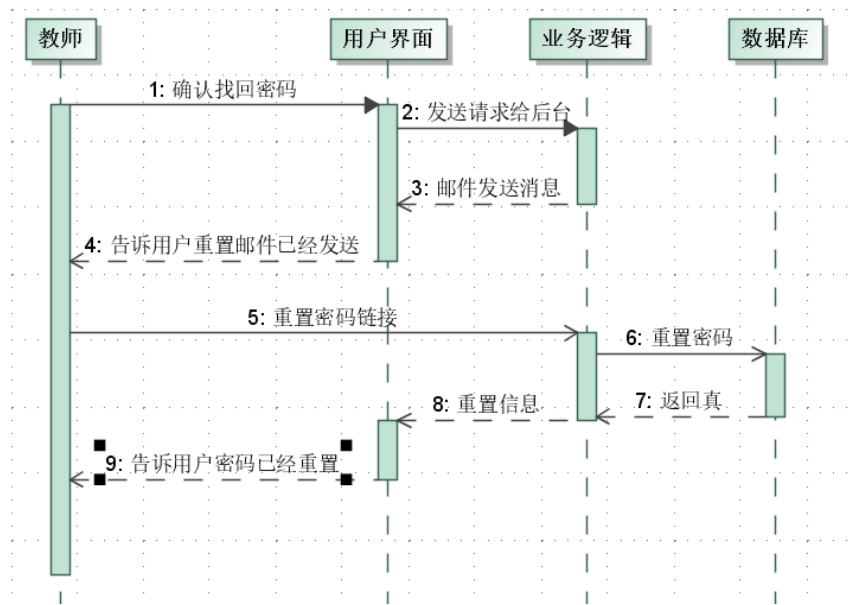 教师
用户界面
业务逻辑
数据库
1: 确认找回密码
2: 发送请求给后台
3: 邮件发送消息
4: 告诉用户重置邮件已经发送
5: 重置密码链接
6: 重置密码
7: 返回真
8: 重置信息
9: 告诉用户密码已经重置